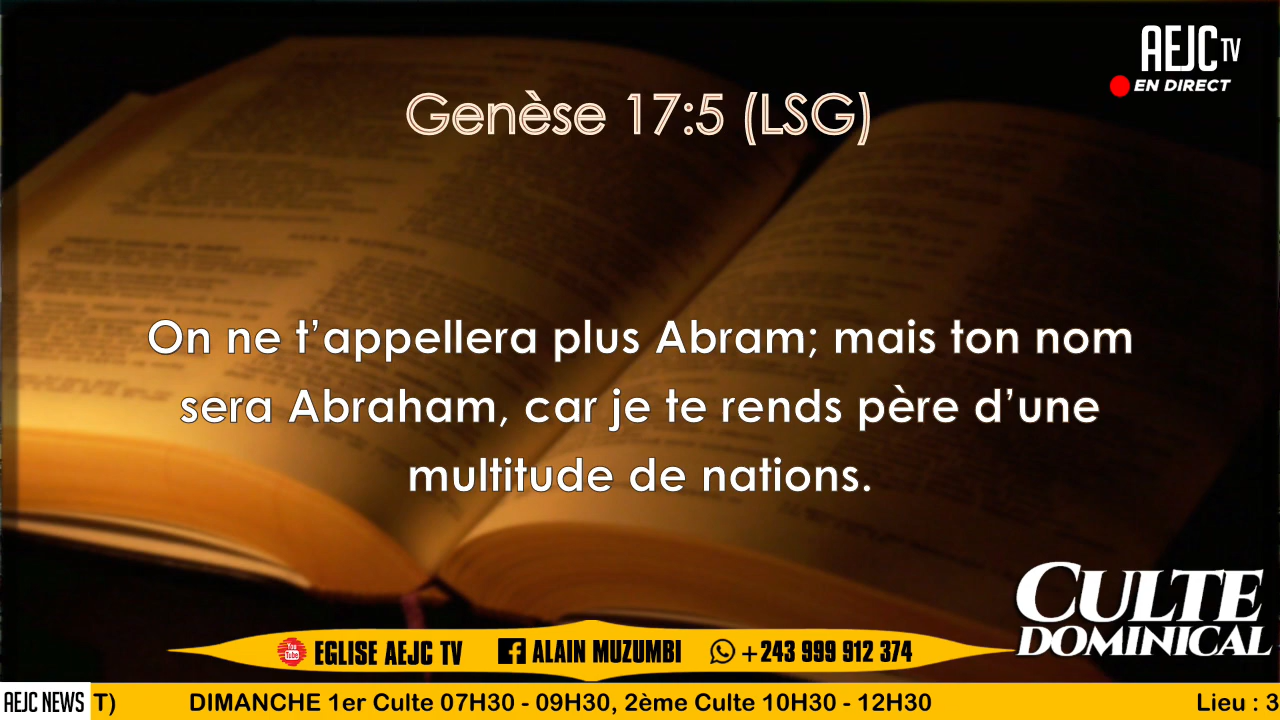 AEJC TV
EN DIRECT
Genèse 17:5 (LSG)
On ne t’appellera plus Abram; mais ton nom
sera Abraham, car je te rends père d’une
multitude de nations.
CULTE
DOMINICAL
You Tube EGLISE AEJC TV ALAIN MUZUMBI +243 999 912 374
AEJC NEWS T) DIMANCHE 1er Culte 07H30 - 09H30, 2ème Culte 10H30 - 12H30 Lieu : 3